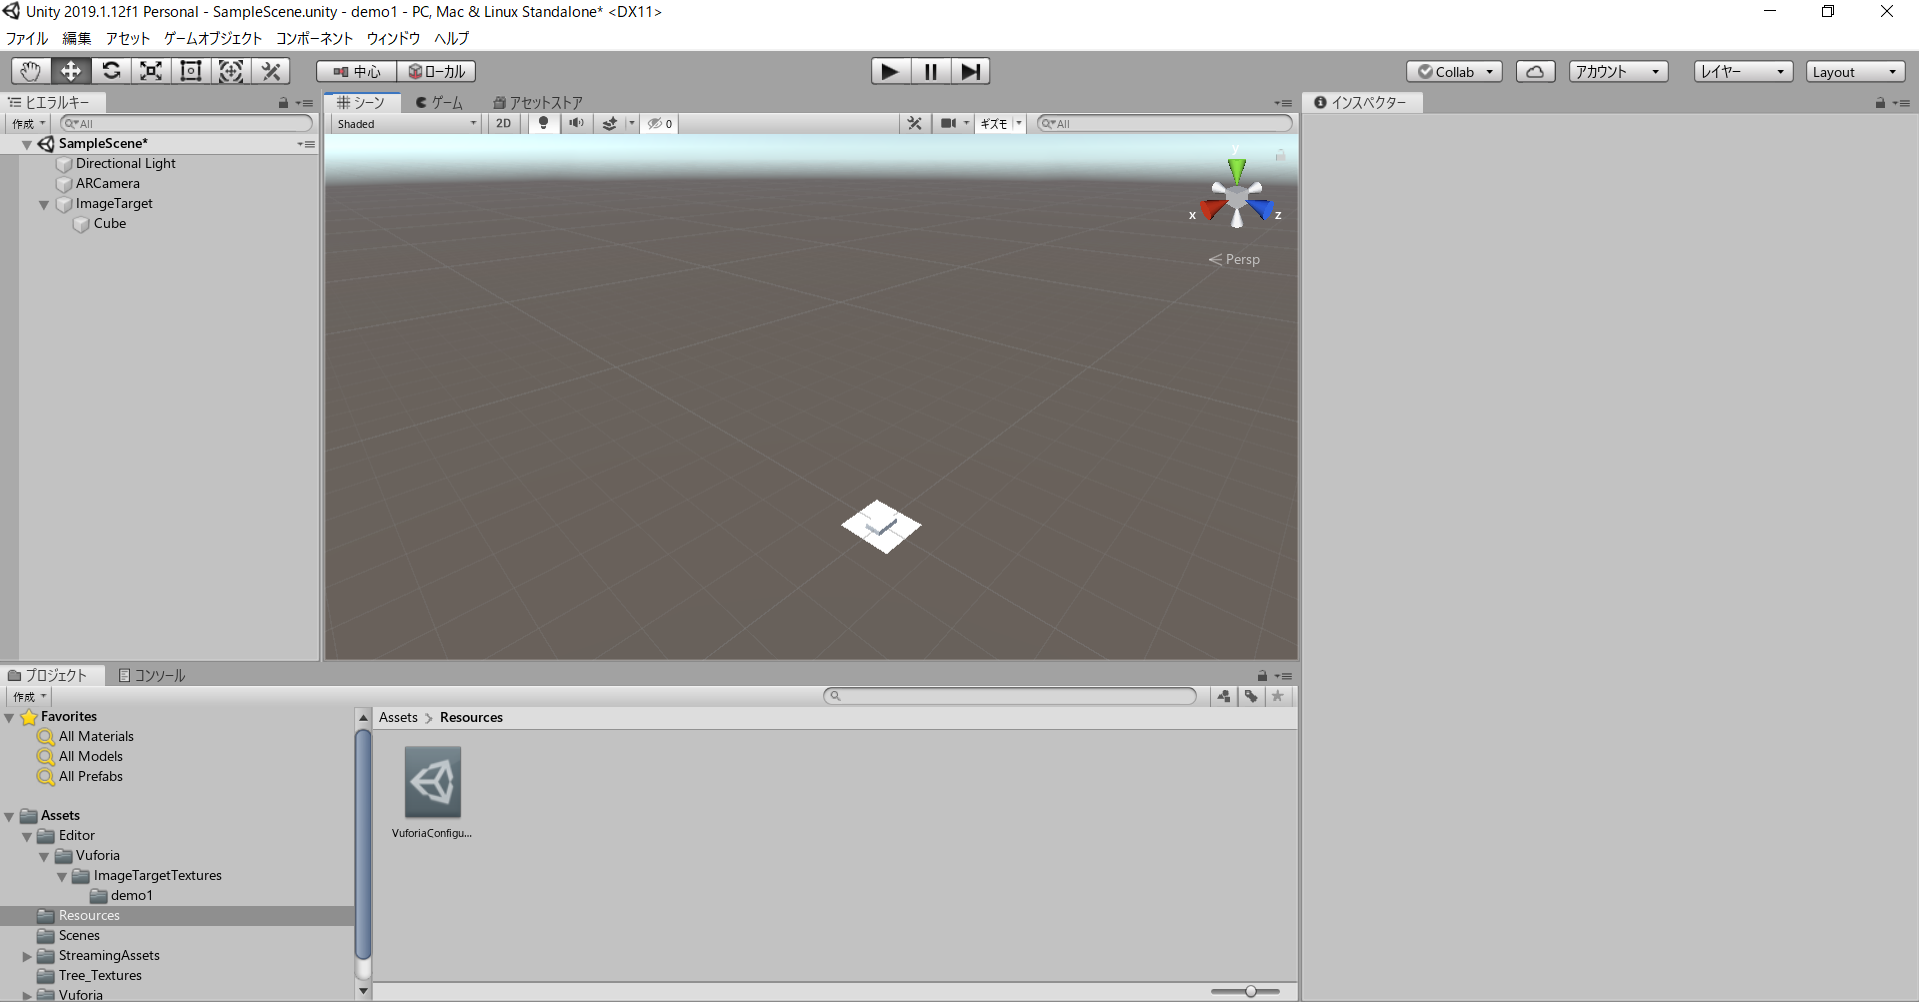 Unity 2019.1.12f1 Personal - SampleScene.unity - demo1 - PC, Mac & Linux Standalone* <DX11>
ファイル 編集 アセット ゲームオブジェクト コンポーネント ウィンドウ ヘルプ
中心 ローカル Collab アカウント レイヤー Layout
ヒエラルキー シーン ゲーム アセットストア インスペクター
作成 All Shaded 2D 0 ギズモ All
SampleScene*
Directional Light
ARCamera
ImageTarget
Cube
y
x z
Persp
プロジェクト コンソール
作成
Favorites
All Materials
All Models
All Prefabs
Assets
Editor
Vuforia
ImageTargetTextures
demo1
Resources
Scenes
StreamingAssets
Tree_Textures
Vuforia
Assets Resources
VuforiaConfigu...